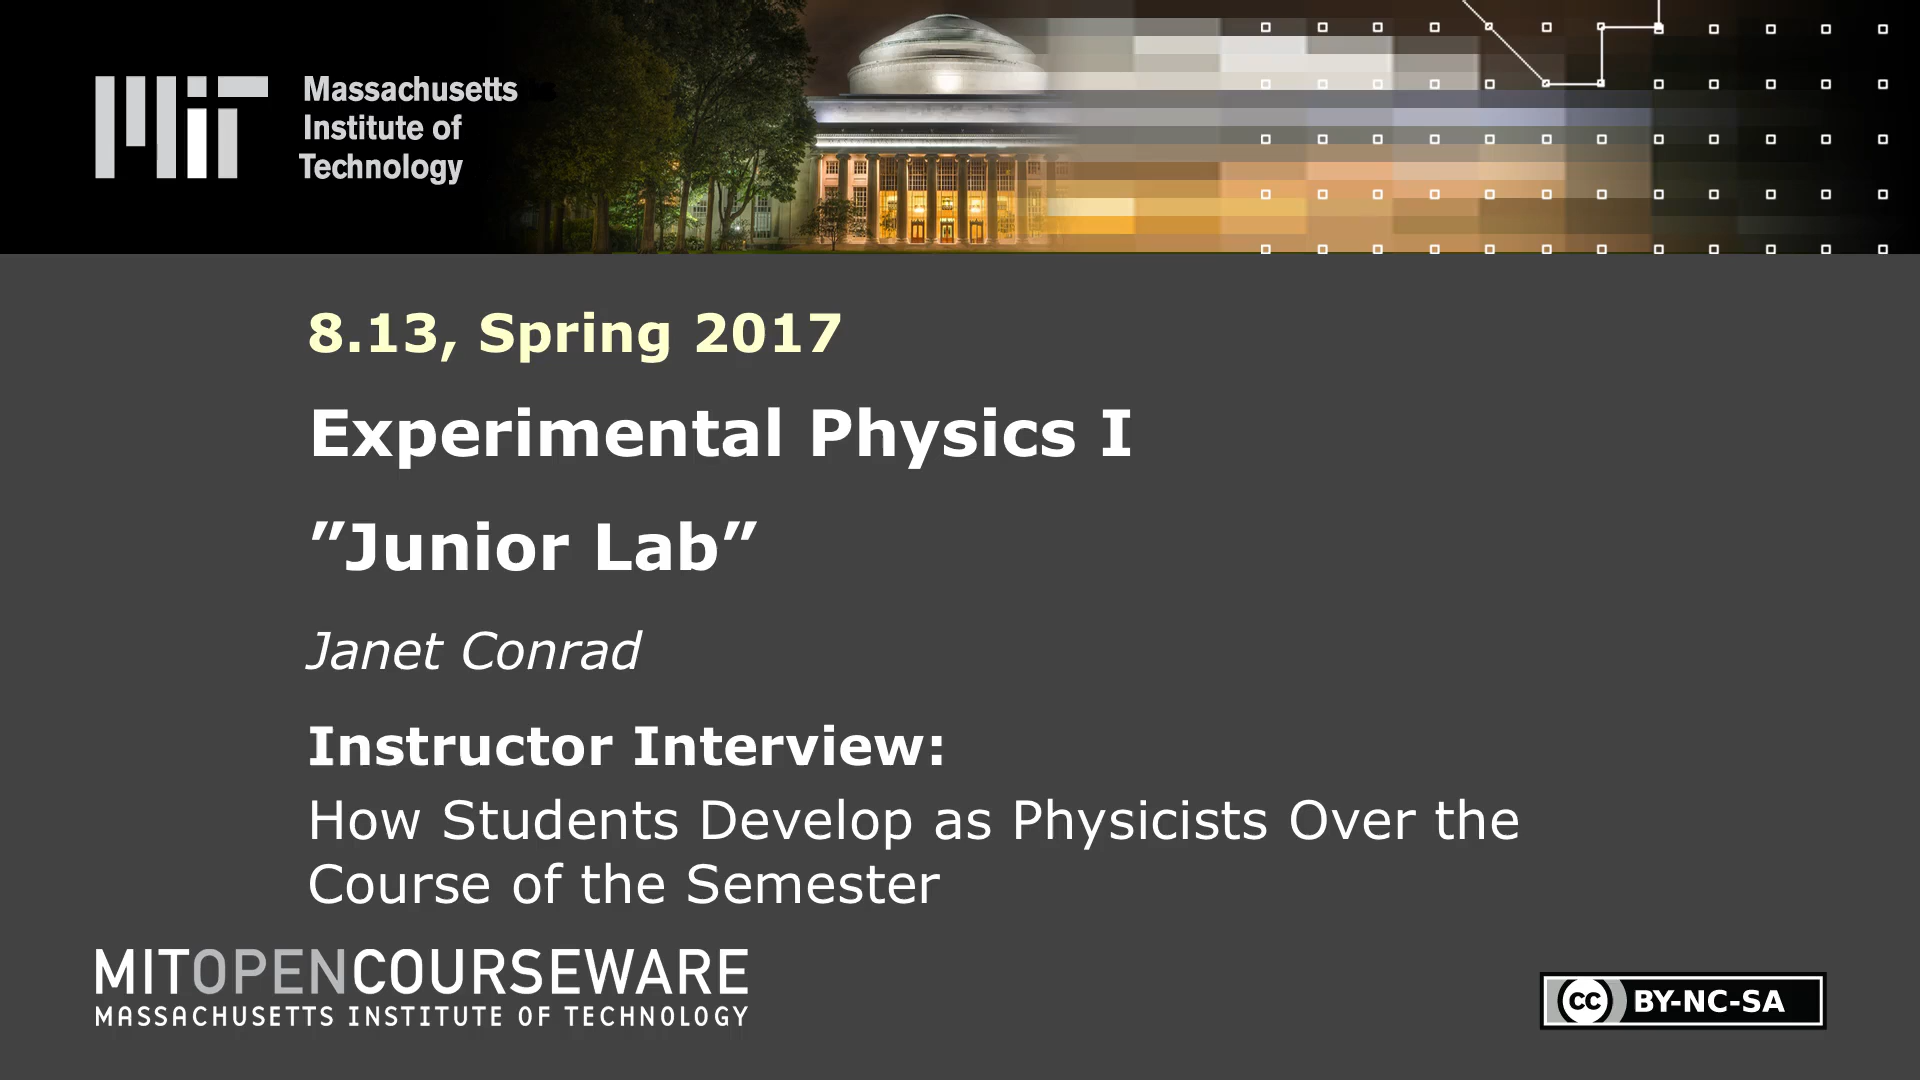 Massachusetts
Institute of
Technology
8.13, Spring 2017
Experimental Physics I
”Junior Lab”
Janet Conrad
Instructor Interview:
How Students Develop as Physicists Over the
Course of the Semester
MITOPENCOURSEWARE
MASSACHUSETTS INSTITUTE OF TECHNOLOGY
cc BY-NC-SA